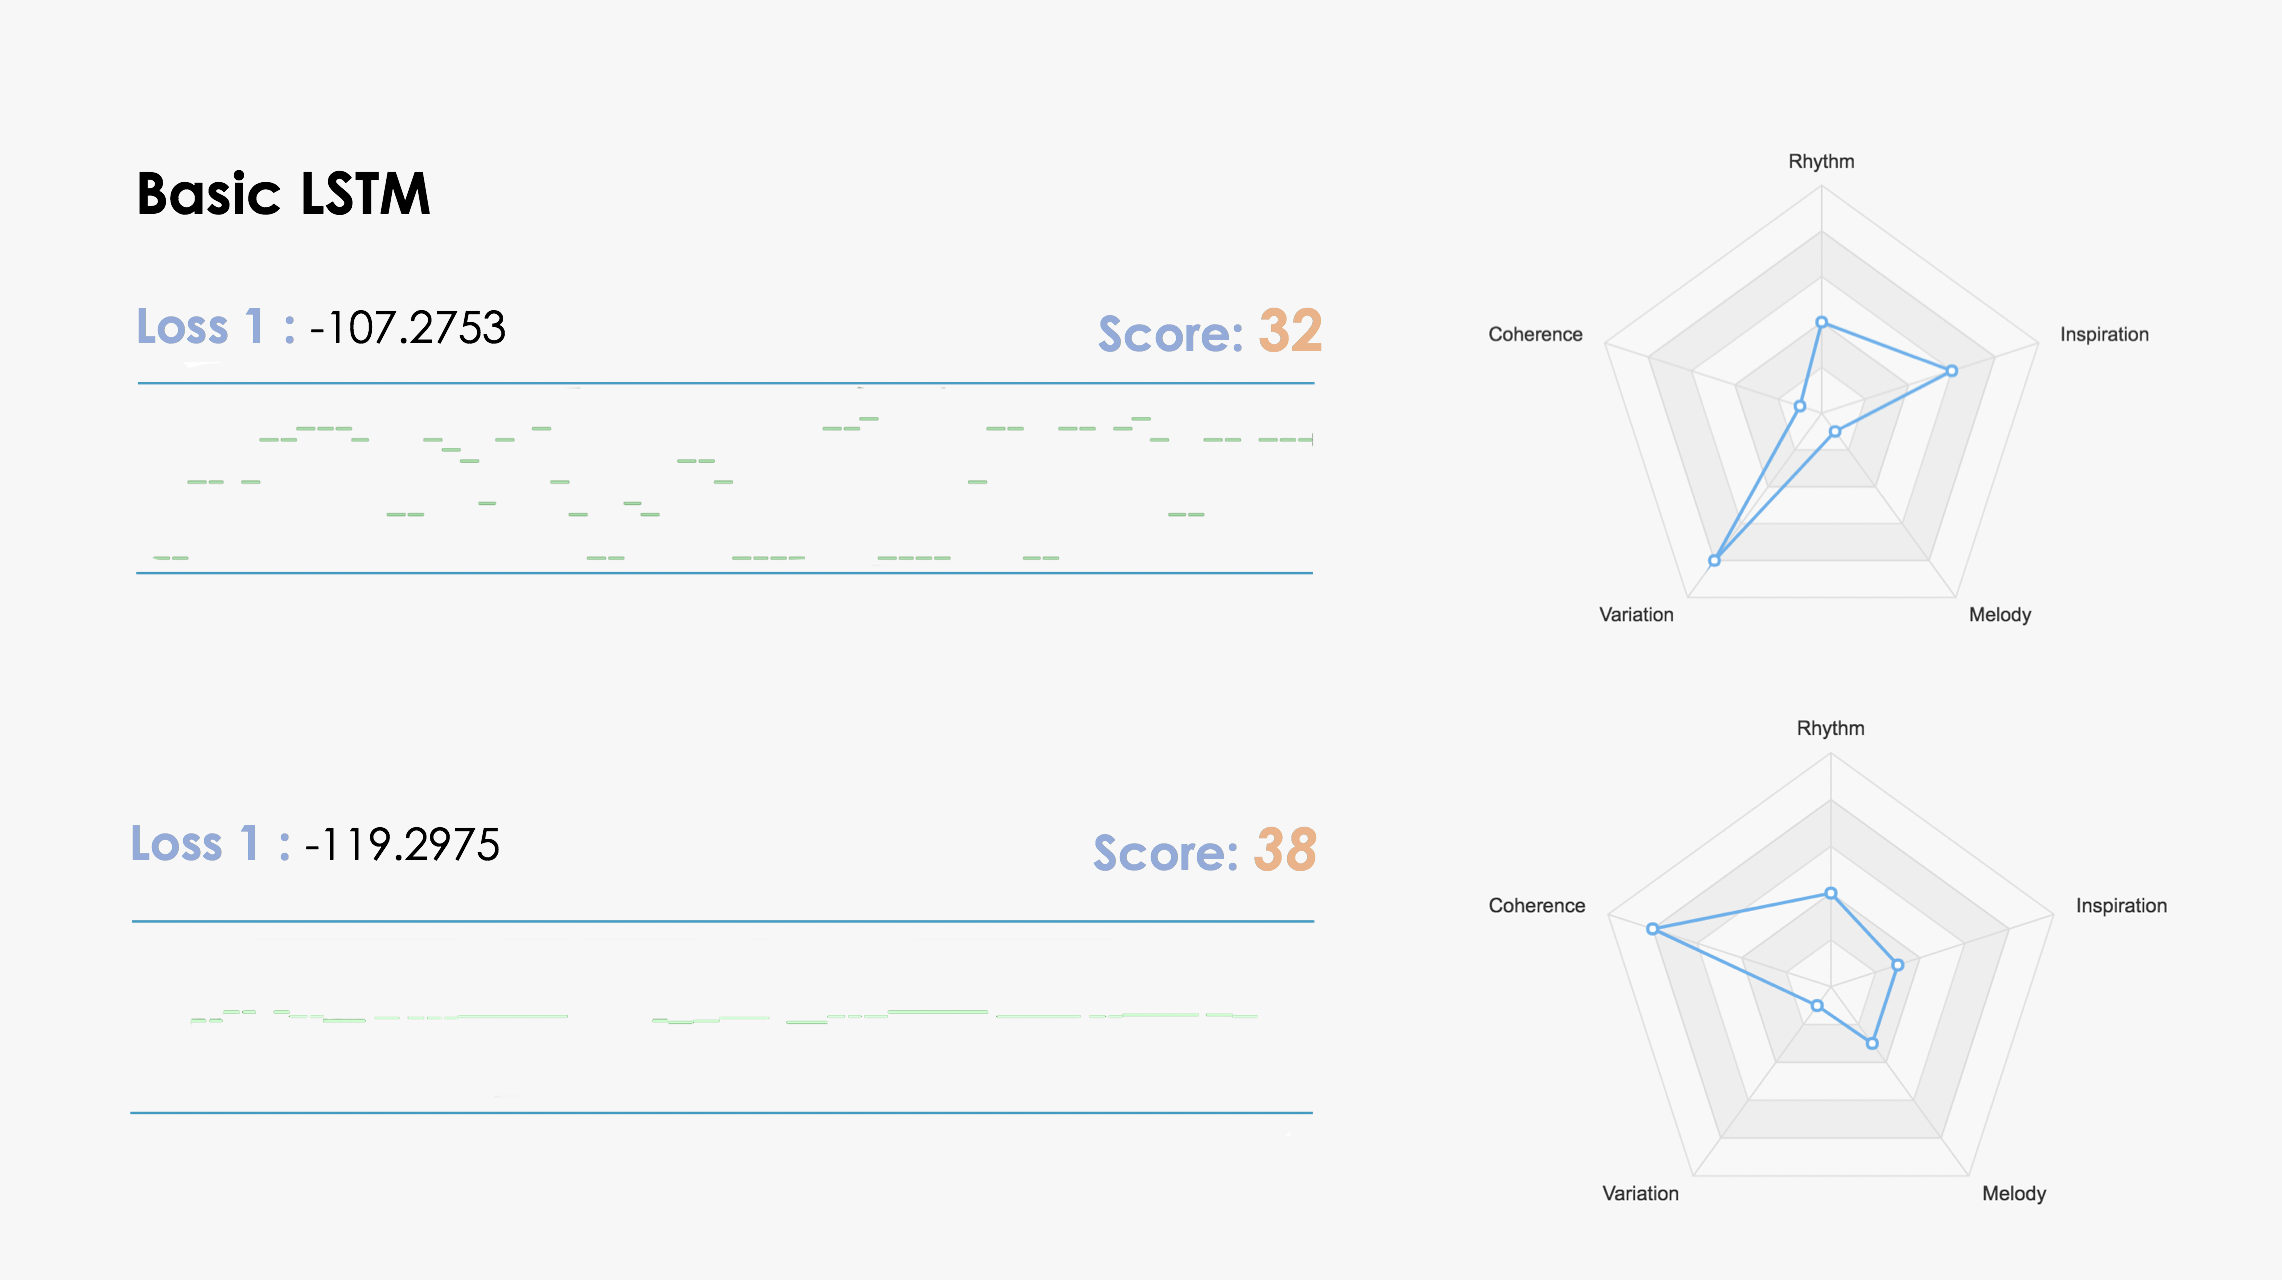 Basic LSTM
Loss 1 : -107.2753
Score: 32
Rhythm
Coherence
Inspiration
Variation
Melody
Loss 1 : -119.2975
Score: 38
Rhythm
Coherence
Inspiration
Variation
Melody